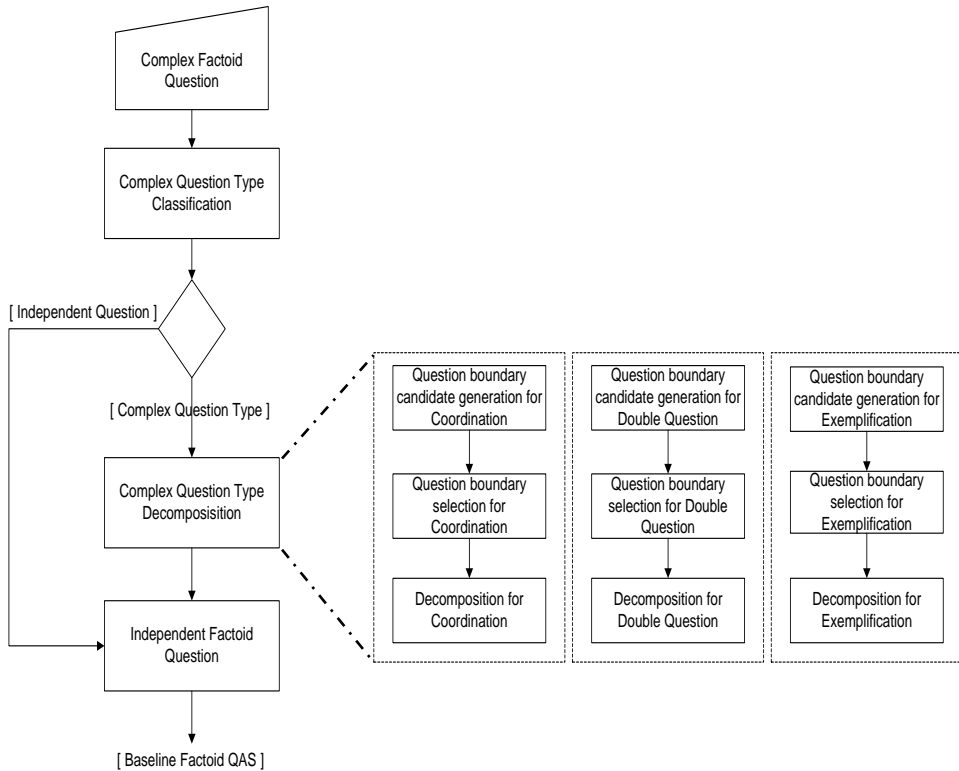 Complex Factoid
Question
Complex Question Type
Classification
[ Independent Question ]
[ Complex Question Type ]
Complex Question Type
Decomposisition
Independent Factoid
Question
[ Baseline Factoid QAS ]
Question boundary
candidate generation for
Coordination
Question boundary
selection for
Coordination
Decomposition for
Coordination
Question boundary
candidate generation for
Double Question
Question boundary
selection for Double
Question
Decomposition for
Double Question
Question boundary
candidate generation for
Exemplification
Question boundary
selection for
Exemplification
Decomposition for
Exemplification